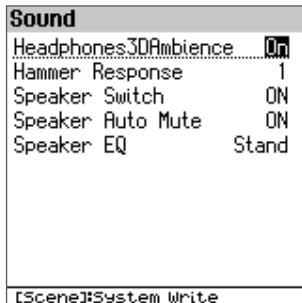 Sound
Headphones3DAmbience On
Hammer Response 1
Speaker Switch ON
Speaker Auto Mute ON
Speaker EQ Stand
[Scene]:System Write